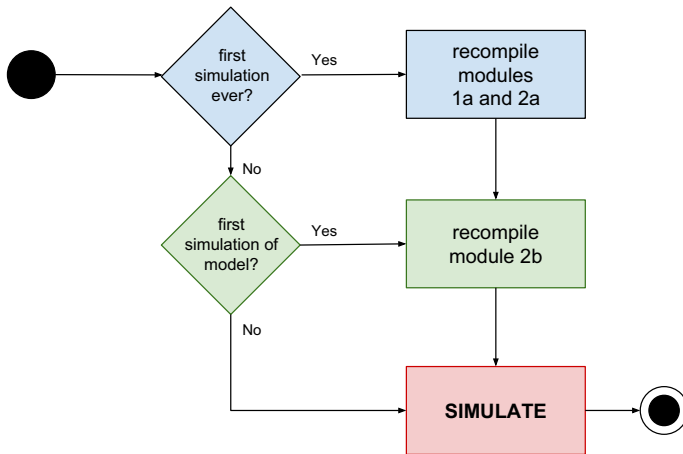 first
simulation
ever?
Yes
recompile
modules
1a and 2a
No
first
simulation of
model?
Yes
recompile
module 2b
No
SIMULATE